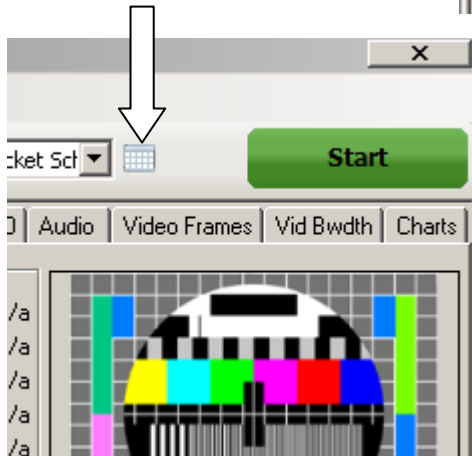 x
cket Sch
Start
Audio Video Frames Vid Bwdth Charts
/a
/a
/a
/a
/a